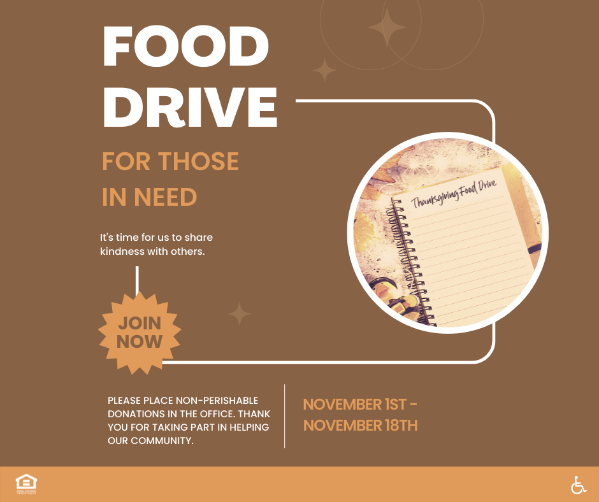 FOOD
DRIVE
FOR THOSE
IN NEED
It's time for us to share
kindness with others.
Thanksgiving Food Drive
JOIN
NOW
PLEASE PLACE NON-PERISHABLE
DONATIONS IN THE OFFICE. THANK
YOU FOR TAKING PART IN HELPING
OUR COMMUNITY.
NOVEMBER 1ST -
NOVEMBER 18TH